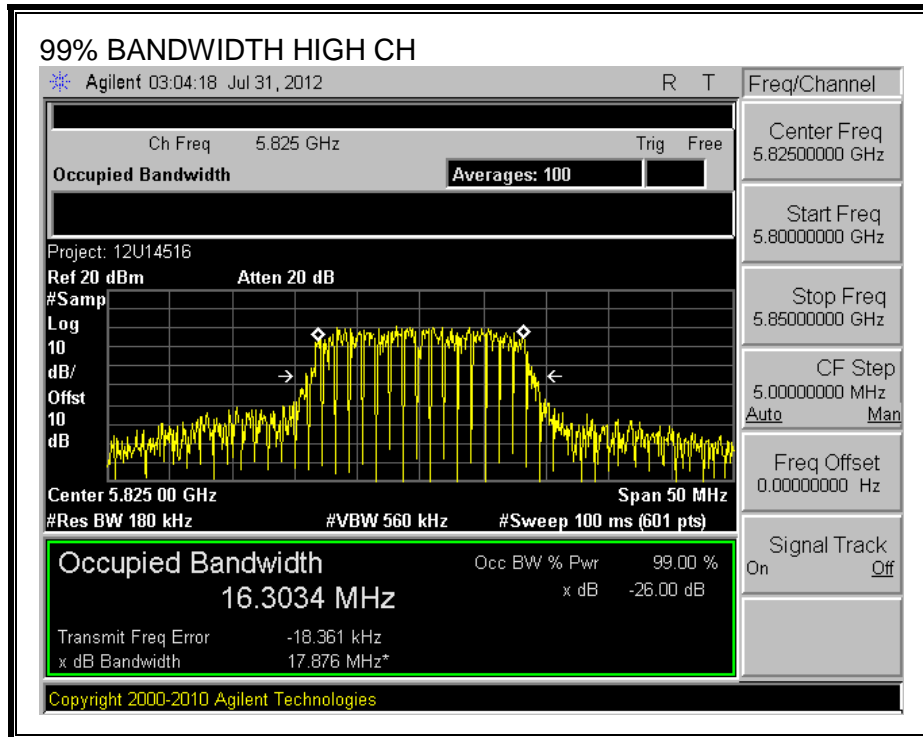 99% BANDWIDTH HIGH CH
Agilent 03:04:18 Jul 31, 2012 R T
Ch Freq 5.825 GHz Trig Free
Occupied Bandwidth Averages: 100
Project: 12U14516
Ref 20 dBm Atten 20 dB
#Samp
Log
10
dB/
Offst
10
dB
Center 5.825 00 GHz Span 50 MHz
#Res BW 180 kHz #VBW 560 kHz #Sweep 100 ms (601 pts)
Occupied Bandwidth Occ BW % Pwr 99.00 %
16.3034 MHz x dB -26.00 dB
Transmit Freq Error -18.361 kHz
x dB Bandwidth 17.876 MHz*
Copyright 2000-2010 Agilent Technologies
Freq/Channel
Center Freq
5.82500000 GHz
Start Freq
5.80000000 GHz
Stop Freq
5.85000000 GHz
CF Step
5.00000000 MHz
Auto Man
Freq Offset
0.00000000 Hz
Signal Track
On Off